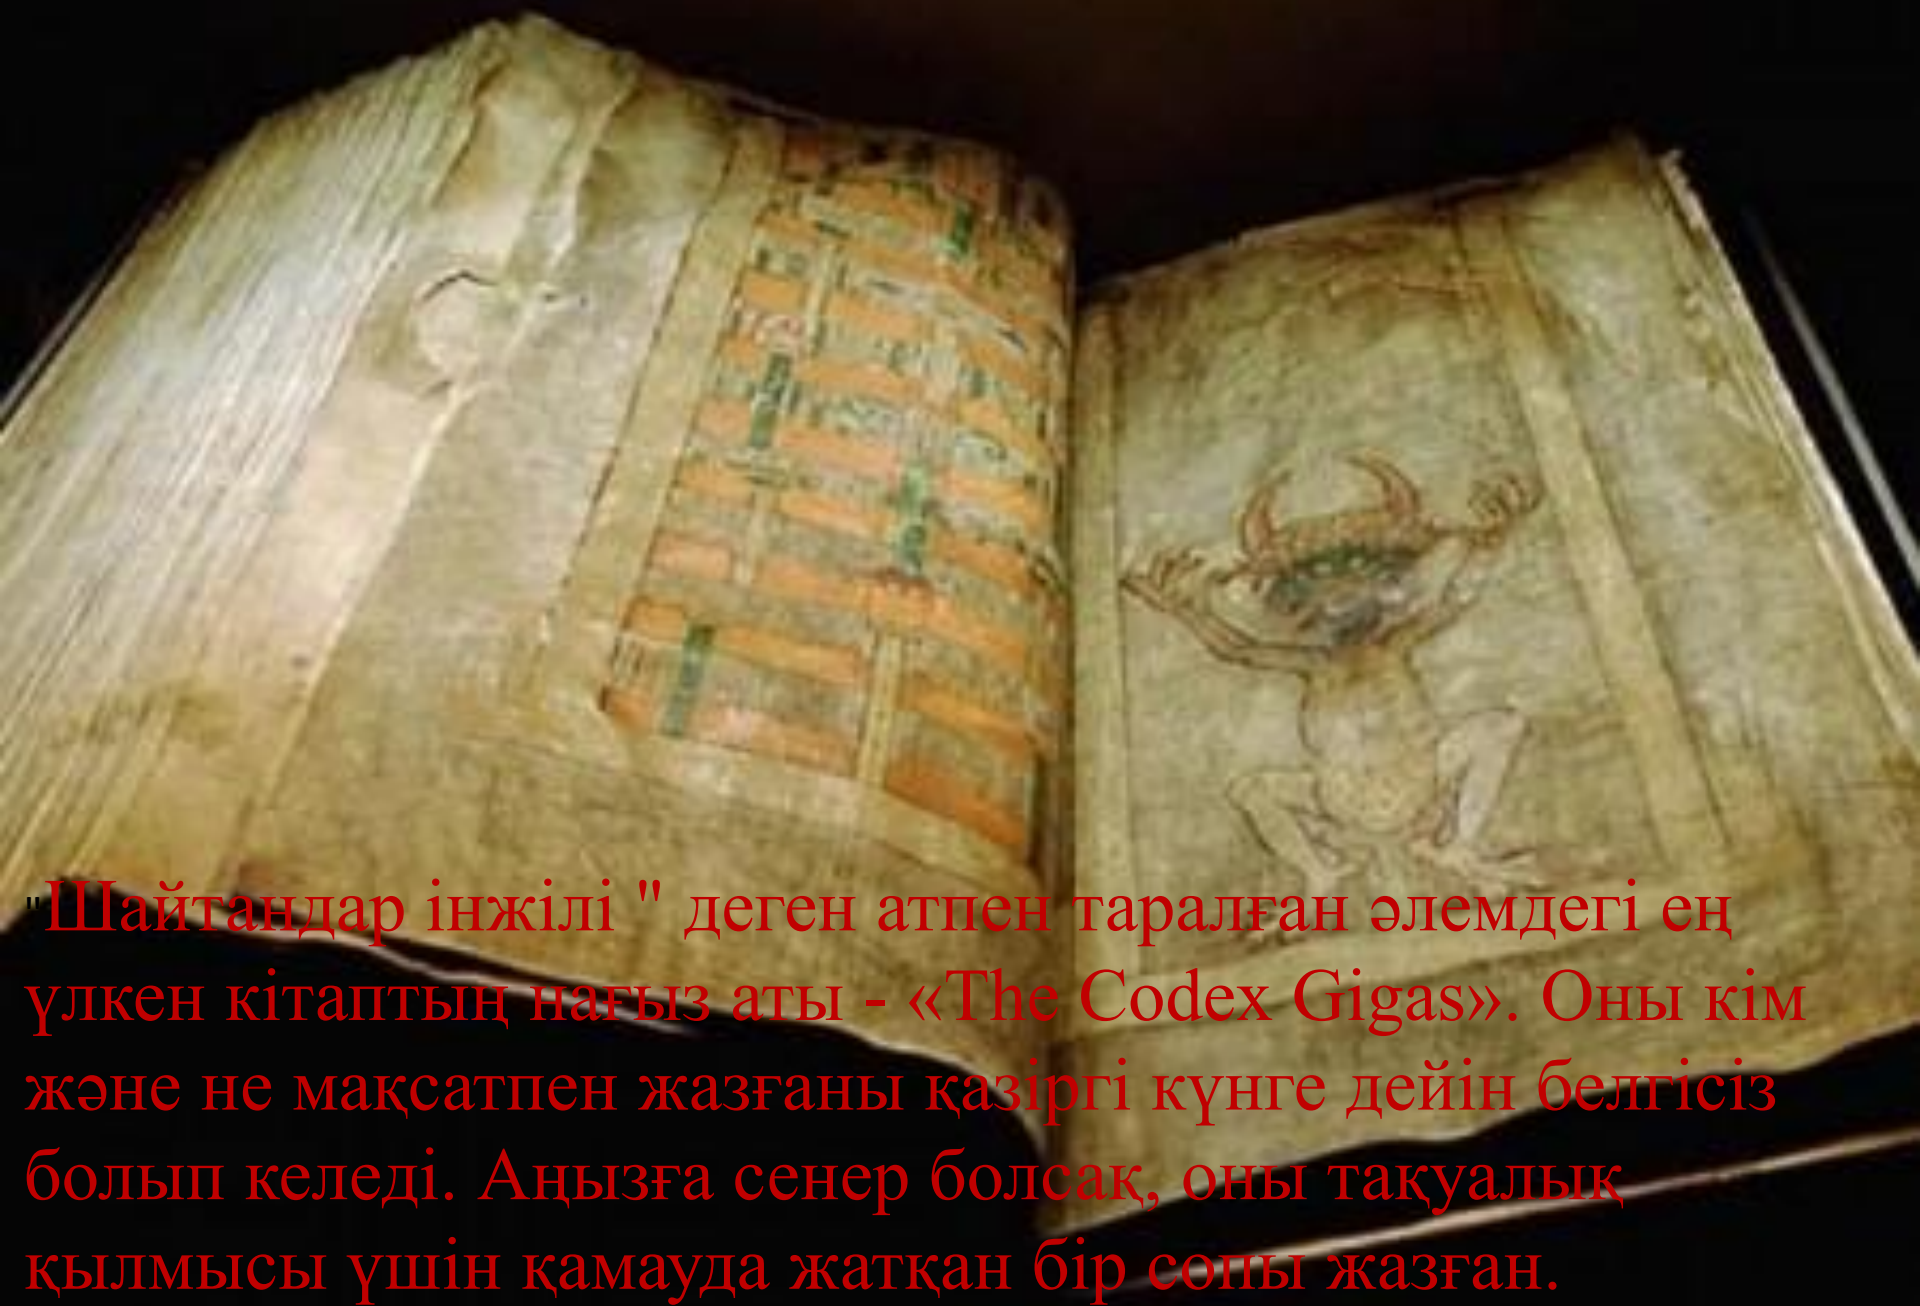 "Шайтандар інжілі " деген атпен таралған әлемдегі ең
үлкен кітаптың нағыз аты - «The Codex Gigas». Оны кім
және не мақсатпен жазғаны қазіргі күнге дейін белгісіз
болып келеді. Аңызға сенер болсақ, оны тақуалық
қылмысы үшін қамауда жатқан бір сопы жазған.